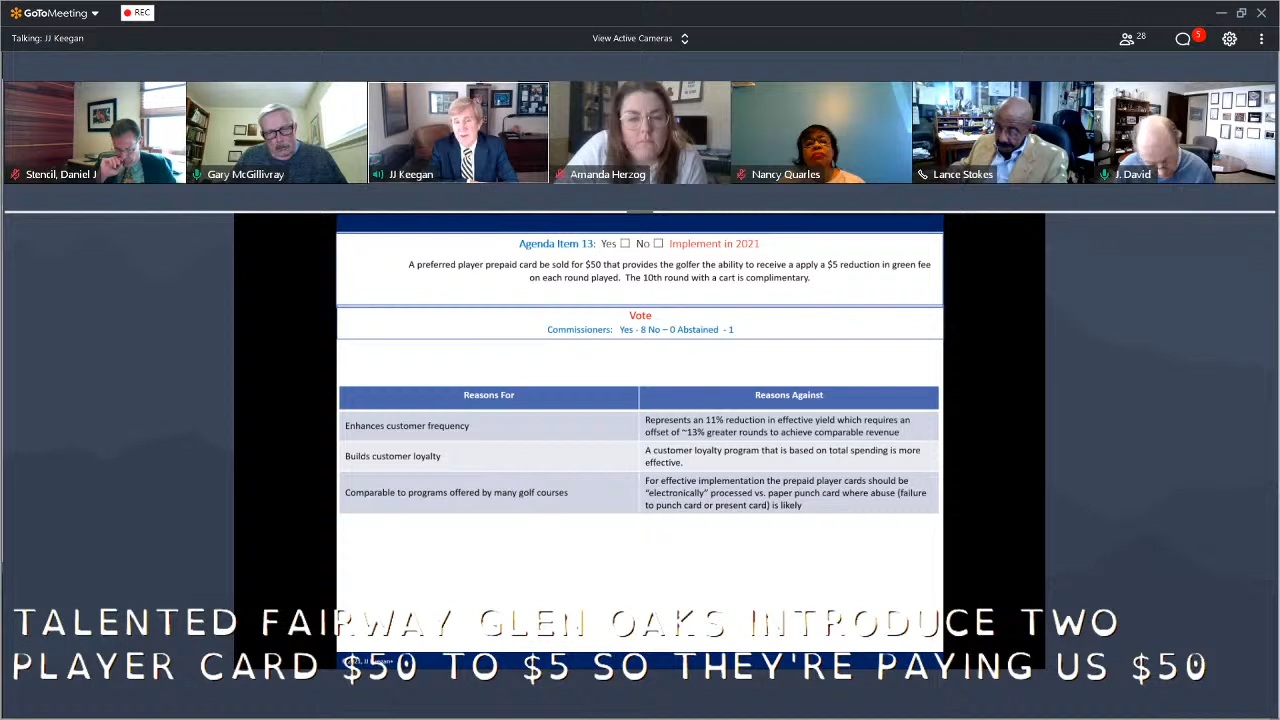 GoToMeeting
REC
Talking: JJ Keegan
View Active Cameras
28
5
Stencil, Daniel J
Gary McGillivray
JJ Keegan
Amanda Herzog
Nancy Quarles
Lance Stokes
J. David
Agenda Item 13: Yes ☐ No ☐ Implement in 2021
A preferred player prepaid card be sold for $50 that provides the golfer the ability to receive a apply a $5 reduction in green fee
on each round played. The 10th round with a cart is complimentary.
Vote
Commissioners: Yes - 8 No – 0 Abstained - 1
Reasons For
Reasons Against
Enhances customer frequency
Represents an 11% reduction in effective yield which requires an
offset of ~13% greater rounds to achieve comparable revenue
Builds customer loyalty
A customer loyalty program that is based on total spending is more
effective.
Comparable to programs offered by many golf courses
For effective implementation the prepaid player cards should be
“electronically” processed vs. paper punch card where abuse (failure
to punch card or present card) is likely
TALENTED FAIRWAY GLEN OAKS INTRODUCE TWO
PLAYER CARD $50 TO $5 SO THEY'RE PAYING US $50